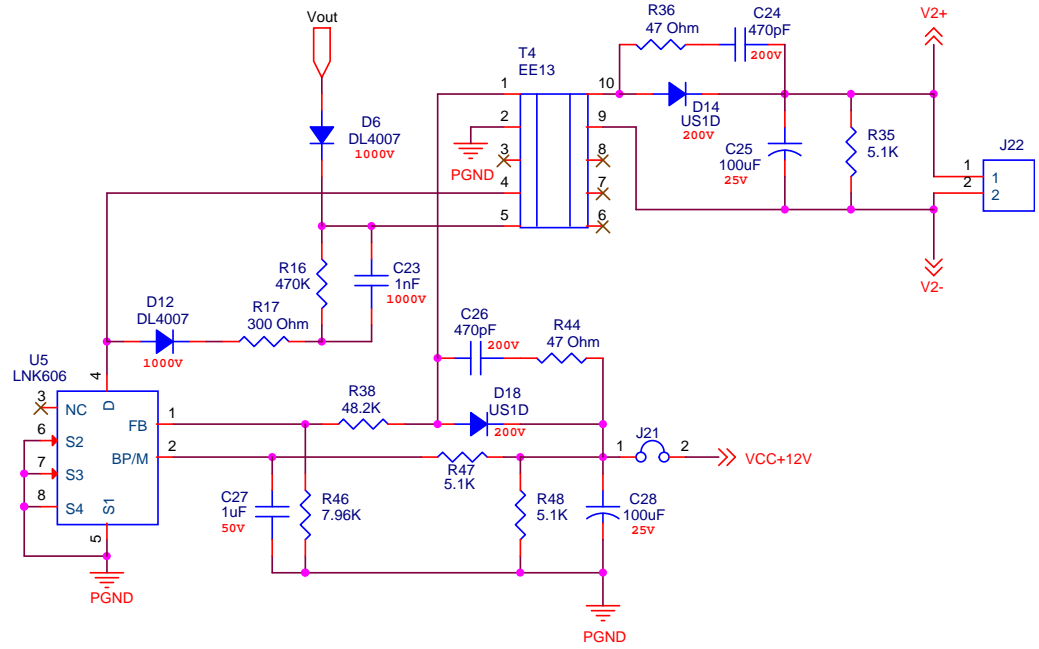 Vout
R36
47 Ohm
C24
470pF
200V
V2+
T4
EE13
1
10
D14
US1D
200V
D6
DL4007
1000V
2
9
PGND
3
8
C25
100uF
25V
R35
5.1K
J22
1
1
2
2
4
7
5
6
R16
470K
C23
1nF
1000V
V2-
D12
DL4007
1000V
R17
300 Ohm
C26
470pF
200V
R44
47 Ohm
U5
LNK606
4
D
3
NC
FB
1
R38
48.2K
D18
US1D
200V
6
S2
BP/M
2
7
S3
R47
5.1K
1
J21
2
VCC+12V
8
S4
S1
5
C27
1uF
50V
R46
7.96K
R48
5.1K
C28
100uF
25V
PGND
PGND